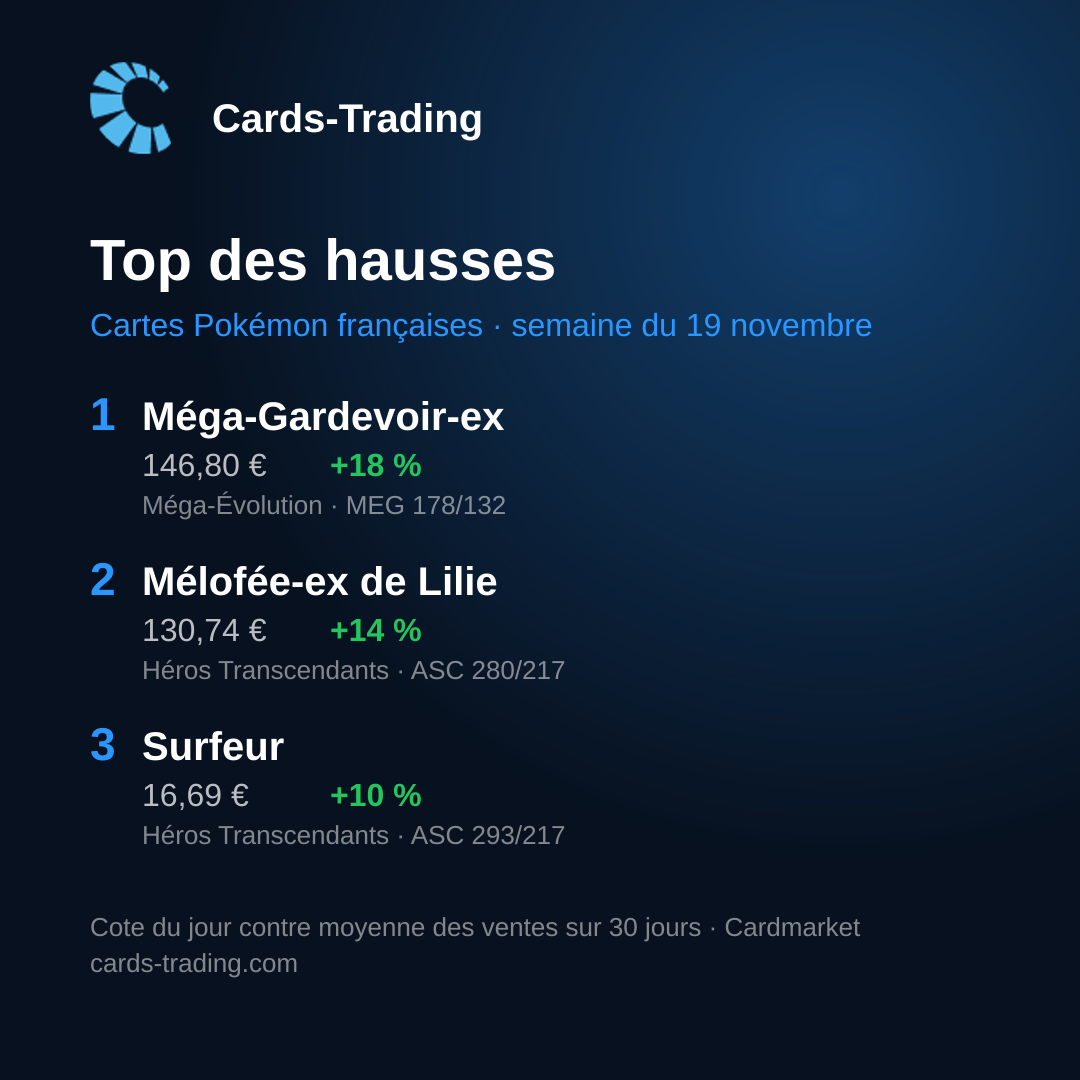 Cards-Trading
Top des hausses
Cartes Pokémon françaises · semaine du 19 novembre
1 Méga-Gardevoir-ex
146,80 € +18 %
Méga-Évolution · MEG 178/132
2 Mélofée-ex de Lilie
130,74 € +14 %
Héros Transcendants · ASC 280/217
3 Surfeur
16,69 € +10 %
Héros Transcendants · ASC 293/217
Cote du jour contre moyenne des ventes sur 30 jours · Cardmarket
cards-trading.com